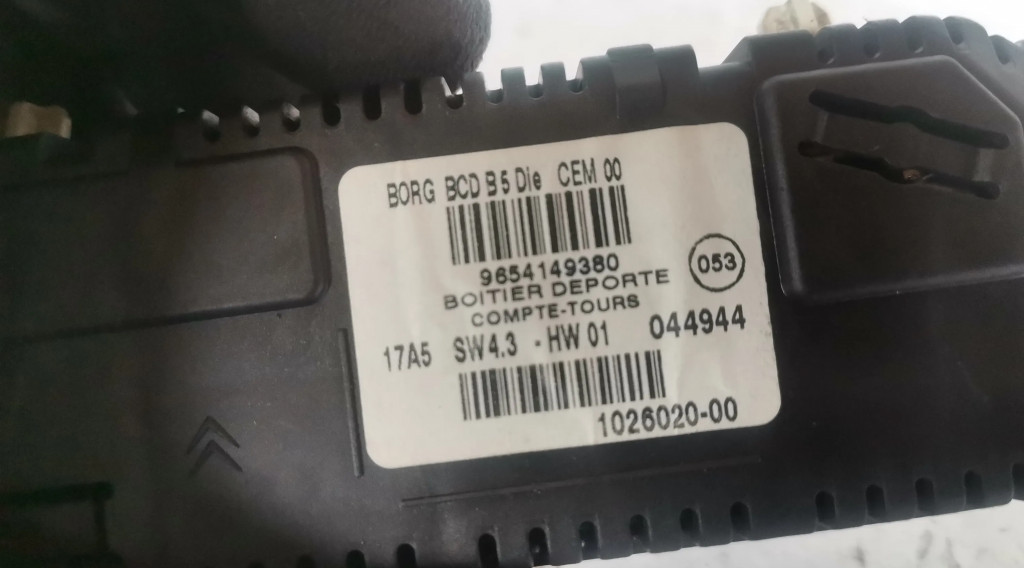 BORG BCD B5 Die CEM 00
9654149380
BOITIER DEPORTE
COMPTE-TOURS
053
17A5 SW4.3 - HW 01 044944
1026020-00